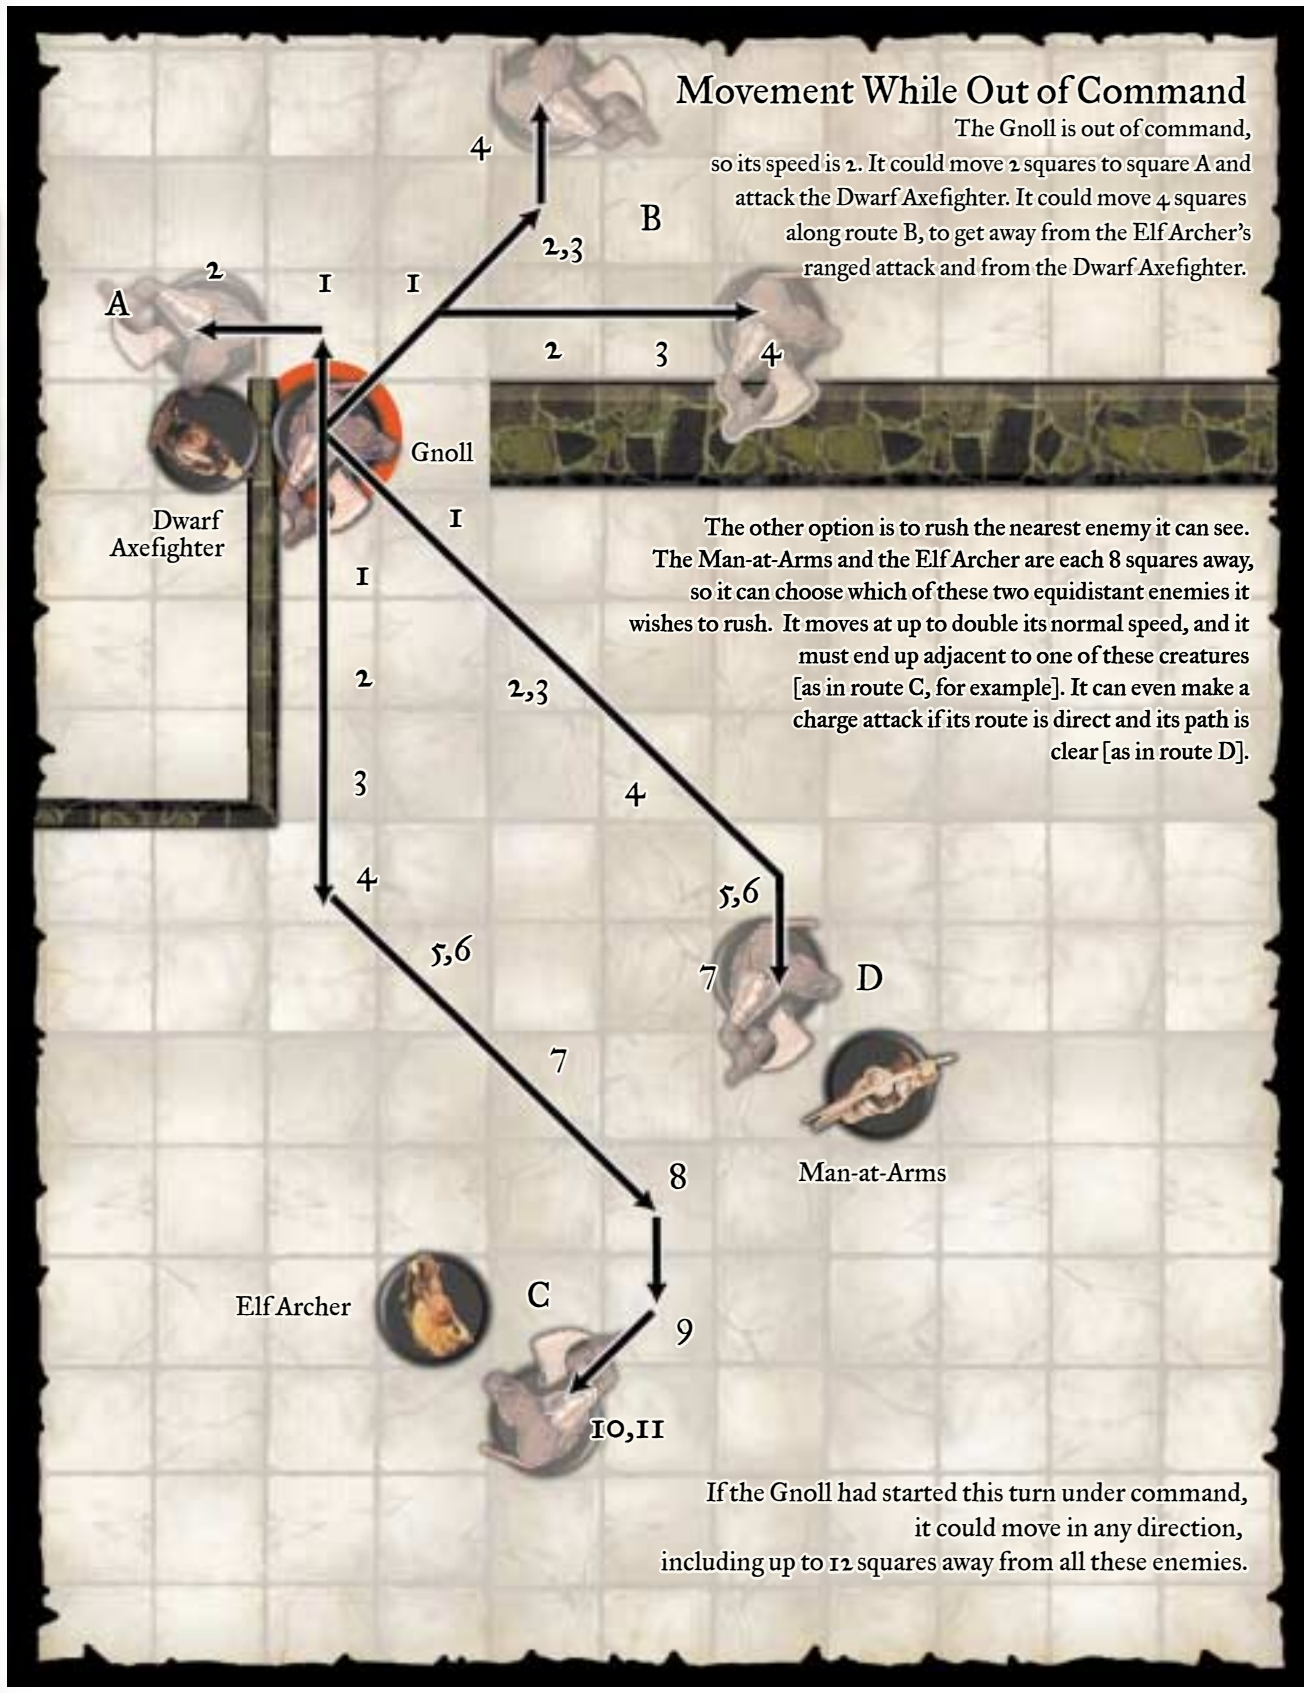 Movement While Out of Command
The Gnoll is out of command,
so its speed is 2. It could move 2 squares to square A and
attack the Dwarf Axefighter. It could move 4 squares
along route B, to get away from the Elf Archer's
ranged attack and from the Dwarf Axefighter.
4
B
2,3
A
2
1
1
2
3
4
Gnoll
Dwarf
Axefighter
1
The other option is to rush the nearest enemy it can see.
The Man-at-Arms and the Elf Archer are each 8 squares away,
so it can choose which of these two equidistant enemies it
wishes to rush. It moves at up to double its normal speed, and it
must end up adjacent to one of these creatures
[as in route C, for example]. It can even make a
charge attack if its route is direct and its path is
clear [as in route D].
1
2
2,3
3
4
4
5,6
5,6
7
D
7
Man-at-Arms
8
Elf Archer
C
9
10,11
If the Gnoll had started this turn under command,
it could move in any direction,
including up to 12 squares away from all these enemies.